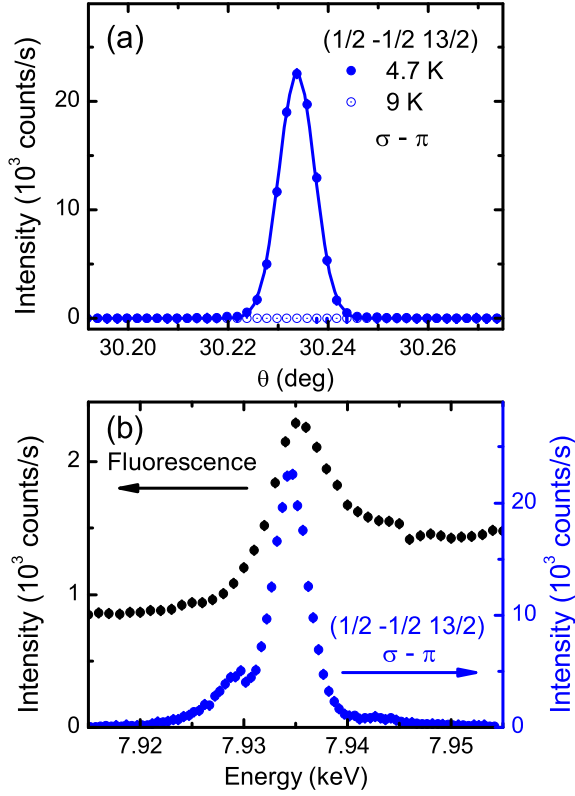 (a)
(1/2 -1/2 13/2)
4.7 K
9 K
σ - π
20
10
0
Intensity (10³ counts/s)
30.20 30.22 30.24 30.26
θ (deg)
(b)
Fluorescence
2
1
0
Intensity (10³ counts/s)
20
10
0
Intensity (10³ counts/s)
(1/2 -1/2 13/2)
σ - π
7.92 7.93 7.94 7.95
Energy (keV)